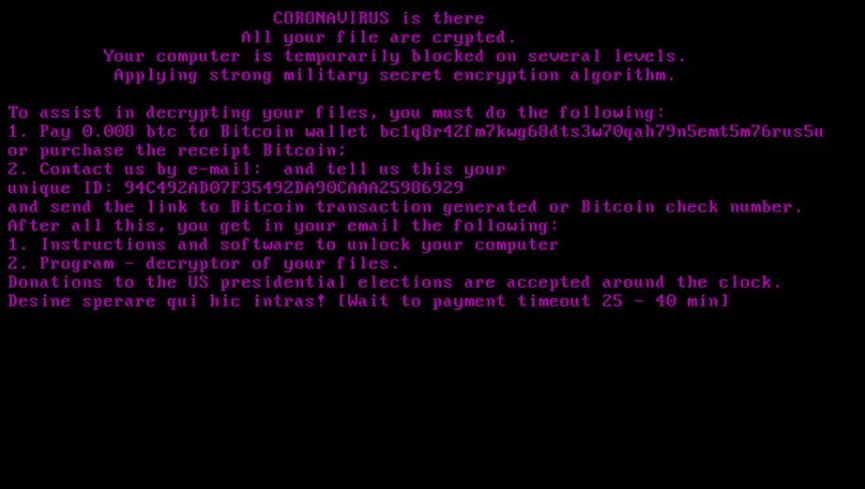 CORONAVIRUS is there
All your file are crypted.
Your computer is temporarily blocked on several levels.
Applying strong military secret encryption algorithm.
To assist in decrypting your files, you must do the following:
1. Pay 0.008 btc to Bitcoin wallet bc1q8r42fm7kwg68dts3w70qah79n5emt5m76rus5u
or purchase the receipt Bitcoin;
2. Contact us by e-mail:  and tell us this your
unique ID: 94C492AD07F35492DA90CAAA25986929
and send the link to Bitcoin transaction generated or Bitcoin check number.
After all this, you get in your email the following:
1. Instructions and software to unlock your computer
2. Program - decryptor of your files.
Donations to the US presidential elections are accepted around the clock.
Desine sperare qui hic intras! [Wait to payment timeout 25 - 40 min]